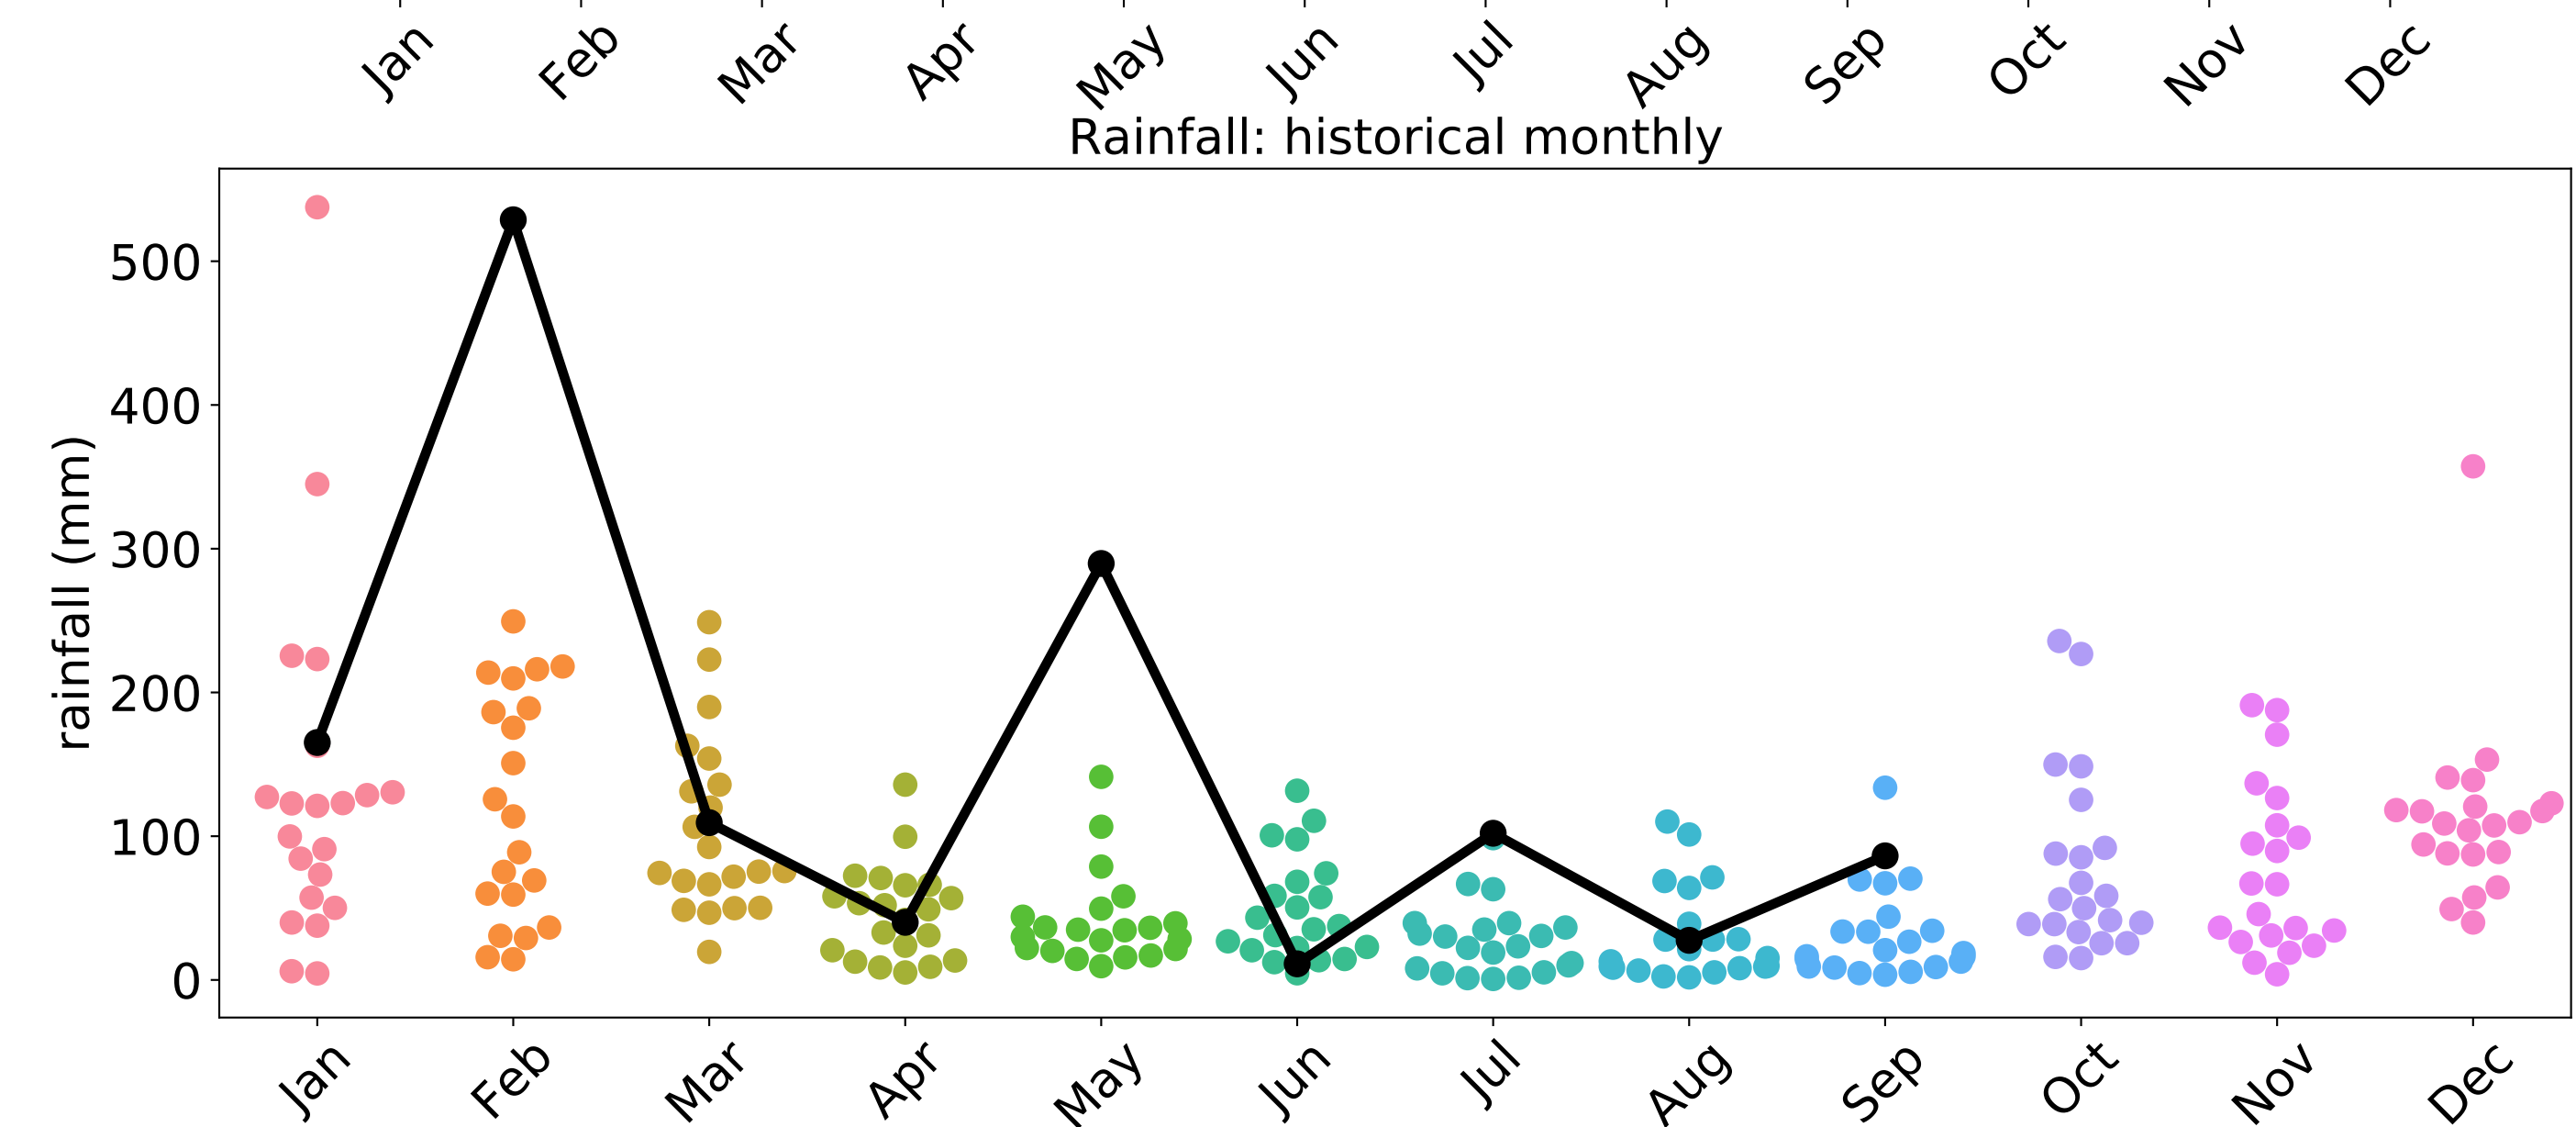 Jan Feb Mar Apr May Jun Jul Aug Sep Oct Nov Dec
Rainfall: historical monthly
rainfall (mm)
500
400
300
200
100
0
Jan Feb Mar Apr May Jun Jul Aug Sep Oct Nov Dec